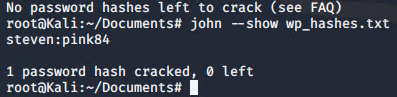 No password hashes left to crack (see FAQ)
root@Kali:~/Documents# john --show wp_hashes.txt
steven:pink84
1 password hash cracked, 0 left
root@Kali:~/Documents#